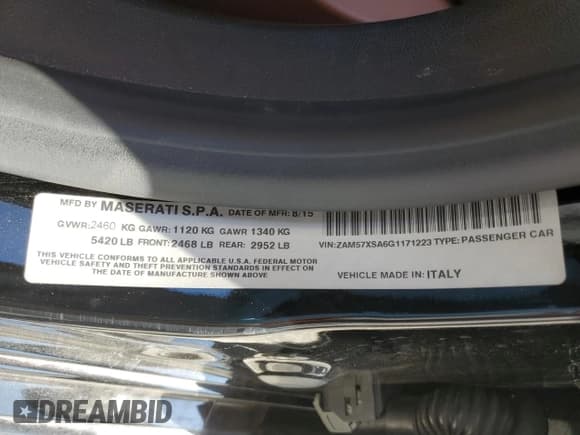 MFD BY MASERATI S.P.A. DATE OF MFR: 8/15
GVWR:2460 KG GAWR:1120 KG GAWR 1340 KG
5420 LB FRONT:2468 LB REAR: 2952 LB
THIS VEHICLE CONFORMS TO ALL APPLICABLE U.S.A. FEDERAL VEHICLE
SAFETY AND THEFT PREVENTION STANDARDS IN EFFECT ON
THE DATE OF MANUFACTURE SHOWN ABOVE
VIN:ZAM57XSA6G1171223 TYPE: PASSENGER CAR
VEHICLE MADE IN: ITALY
DREAMBID